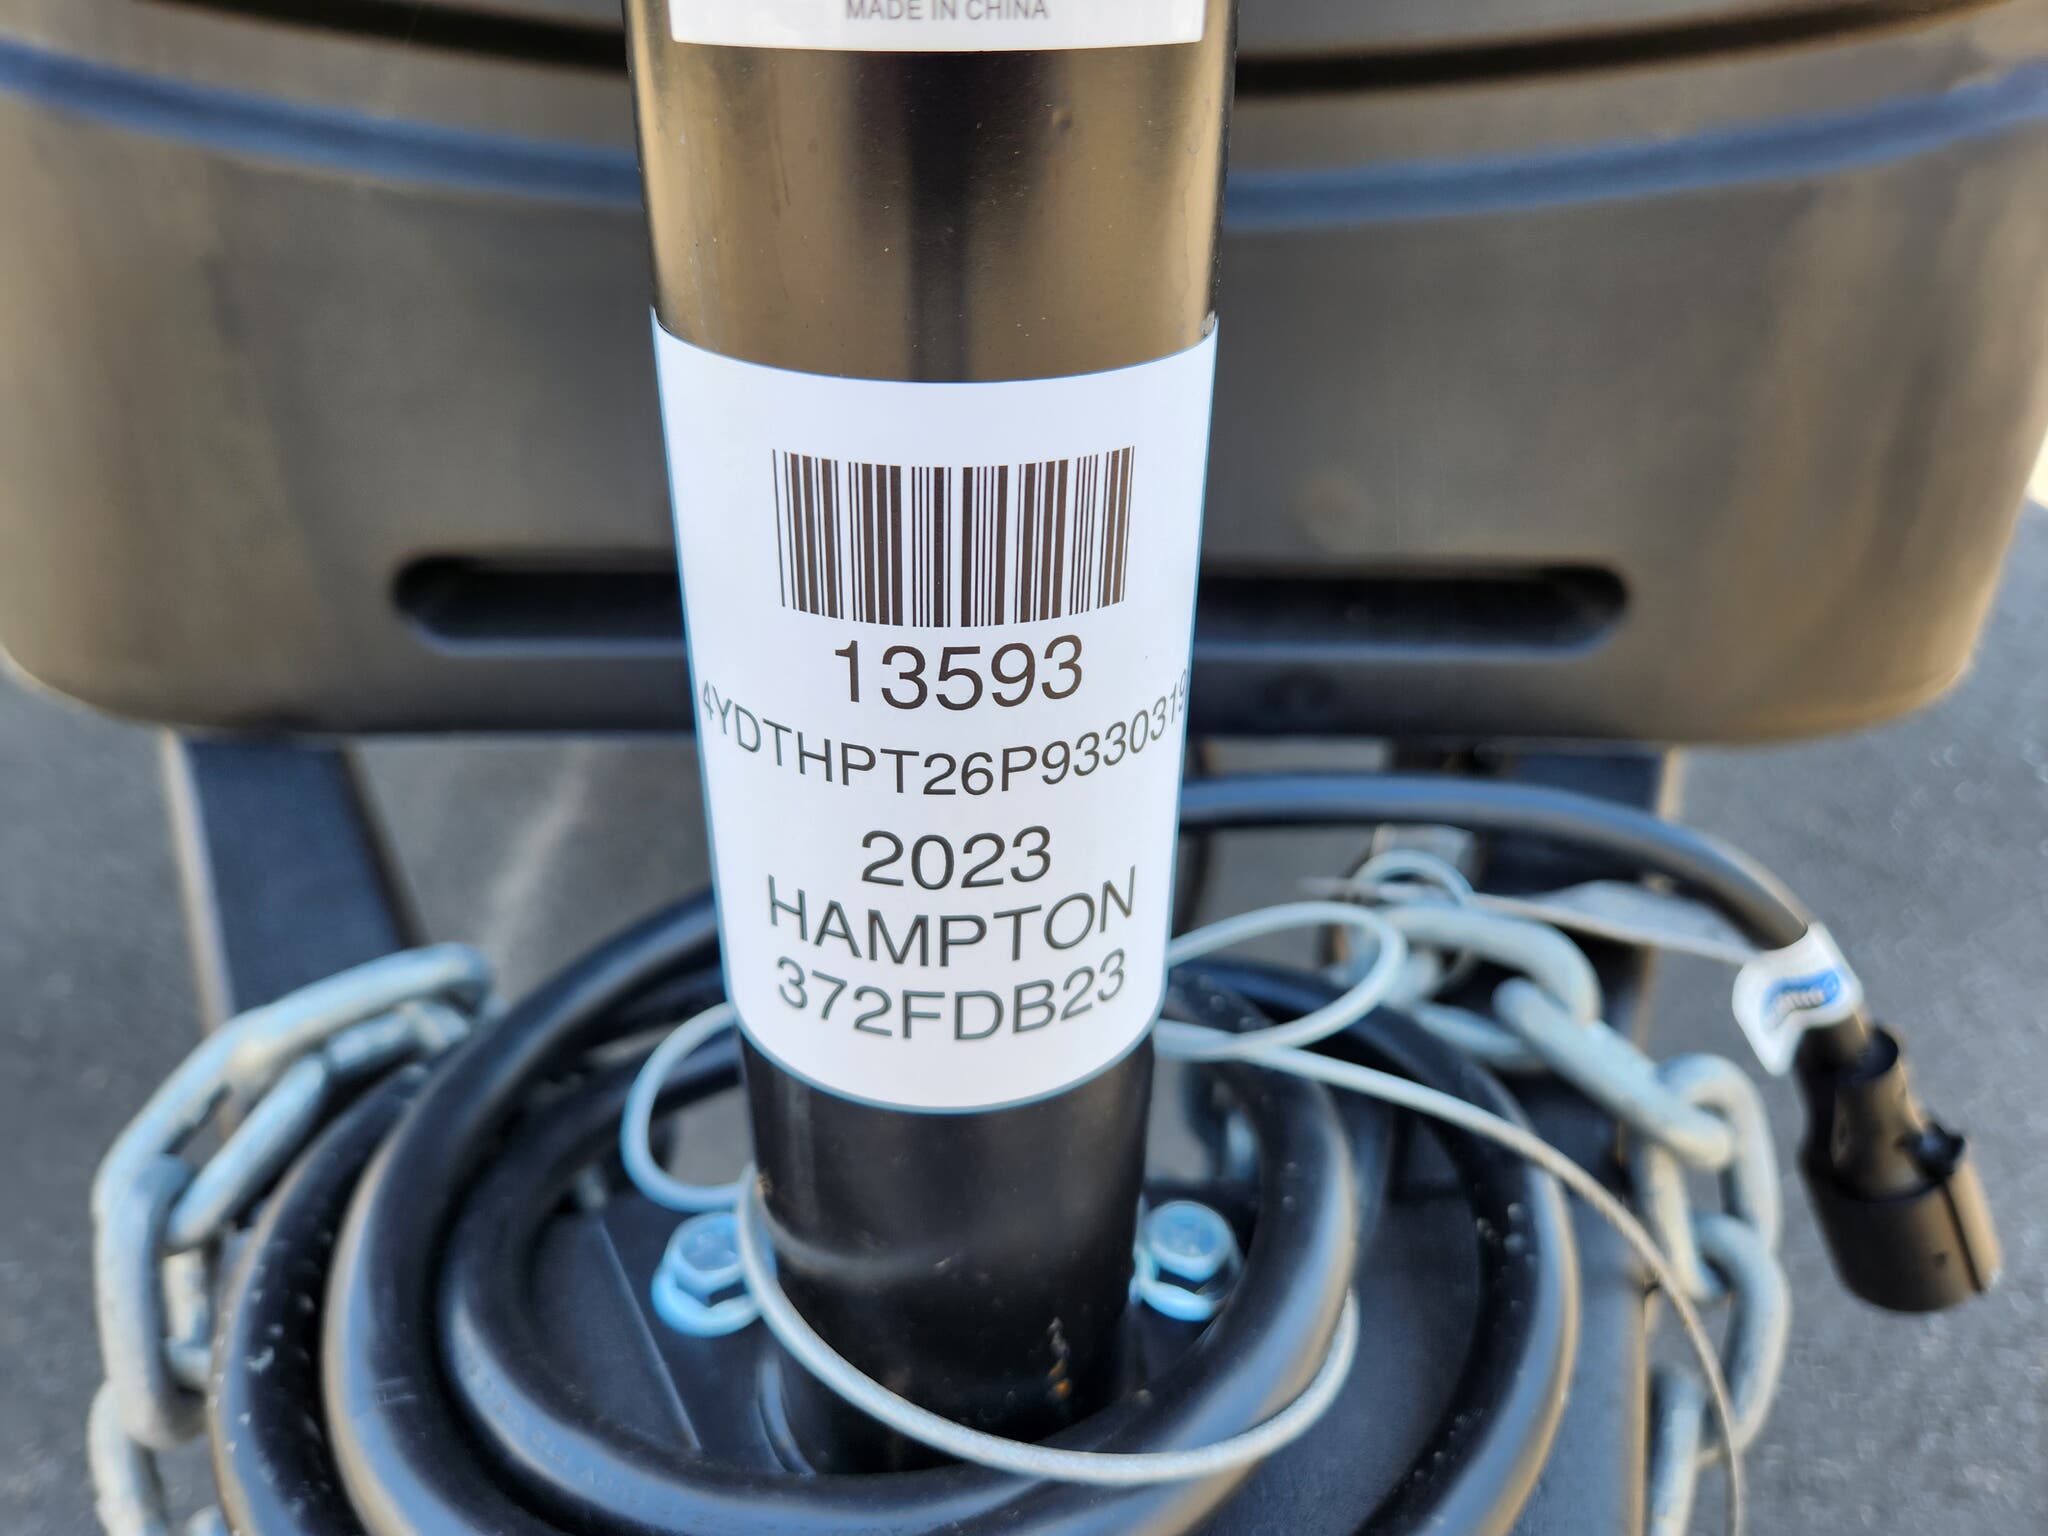 MADE IN CHINA
13593
4YDTHPT26P9330319
2023
HAMPTON
372FDB23